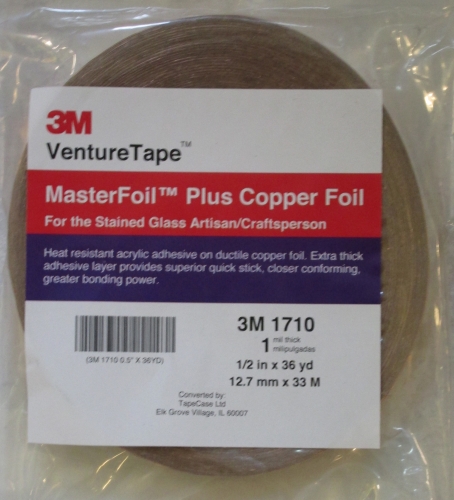 3M
VentureTape™
MasterFoil™ Plus Copper Foil
For the Stained Glass Artisan/Craftsperson
Heat resistant acrylic adhesive on ductile copper foil. Extra thick
adhesive layer provides superior quick stick, closer conforming,
greater bonding power.
3M 1710
1 mil thick
milipulgadas
(3M 1710 0.5" X 36YD)
1/2 in x 36 yd
12.7 mm x 33 M
Converted by:
TapeCase Ltd
Elk Grove Village, IL 60007